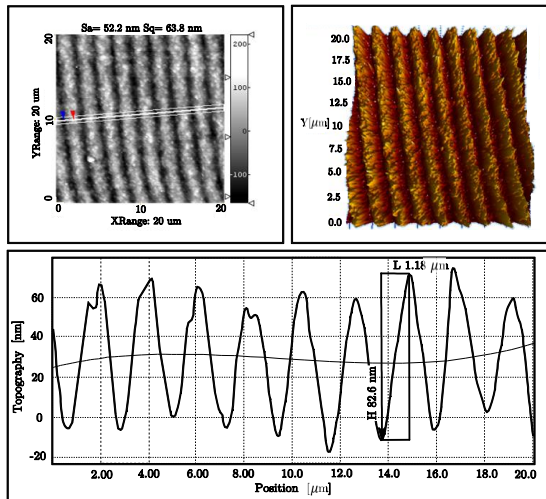 Sa= 52.2 nm Sq= 63.8 nm
20
10
0
YRange: 20 um
0 10 20
XRange: 20 um
200
100
0
-100
20.0
17.5
15.0
12.5
Y[μm]
10
7.5
5.0
2.5
0.0
L 1.18 μm
H 82.6 nm
60
40
20
0
-20
Topography [nm]
2.00 4.00 6.00 8.00 10.0 12.0 14.0 16.0 18.0 20.0
Position [μm]